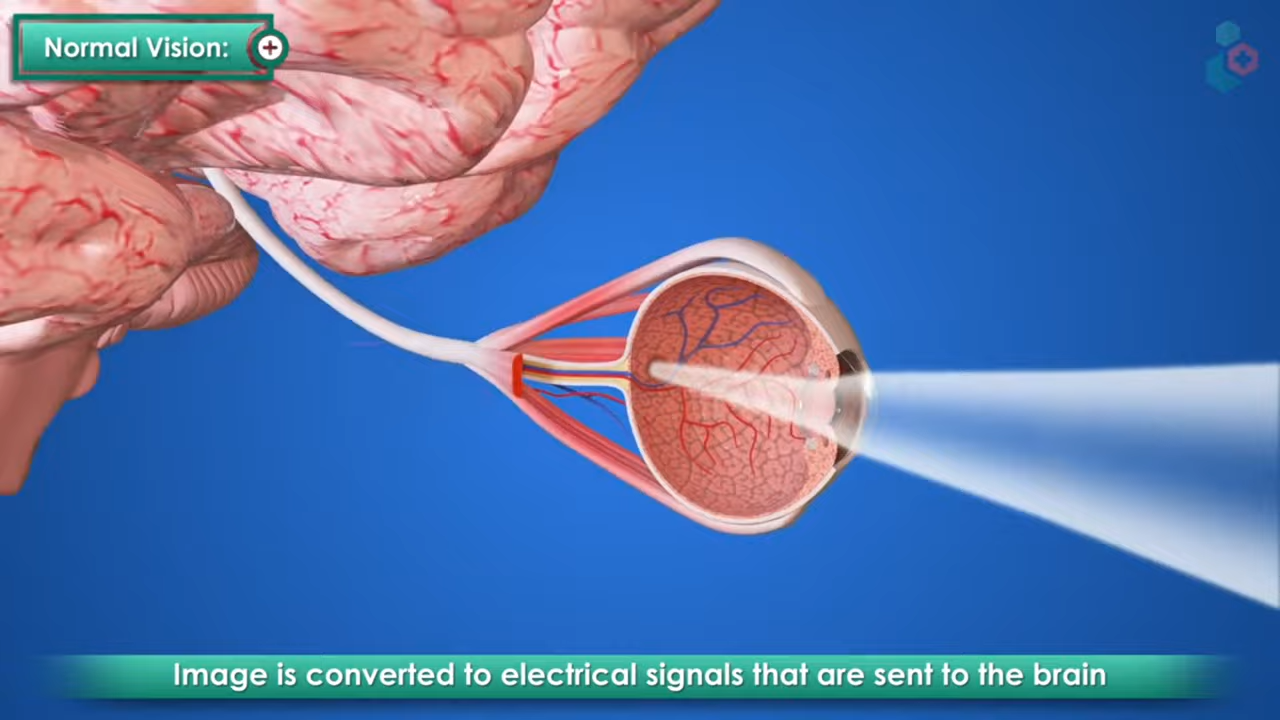 Normal Vision:
Image is converted to electrical signals that are sent to the brain